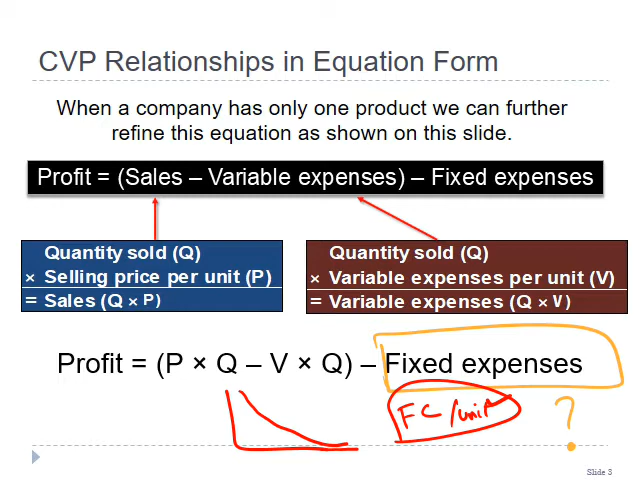 CVP Relationships in Equation Form
When a company has only one product we can further
refine this equation as shown on this slide.
Profit = (Sales – Variable expenses) – Fixed expenses
Quantity sold (Q)
× Selling price per unit (P)
= Sales (Q × P)
Quantity sold (Q)
× Variable expenses per unit (V)
= Variable expenses (Q × V)
Profit = (P × Q – V × Q) – Fixed expenses
FC/unit
?
Slide 3